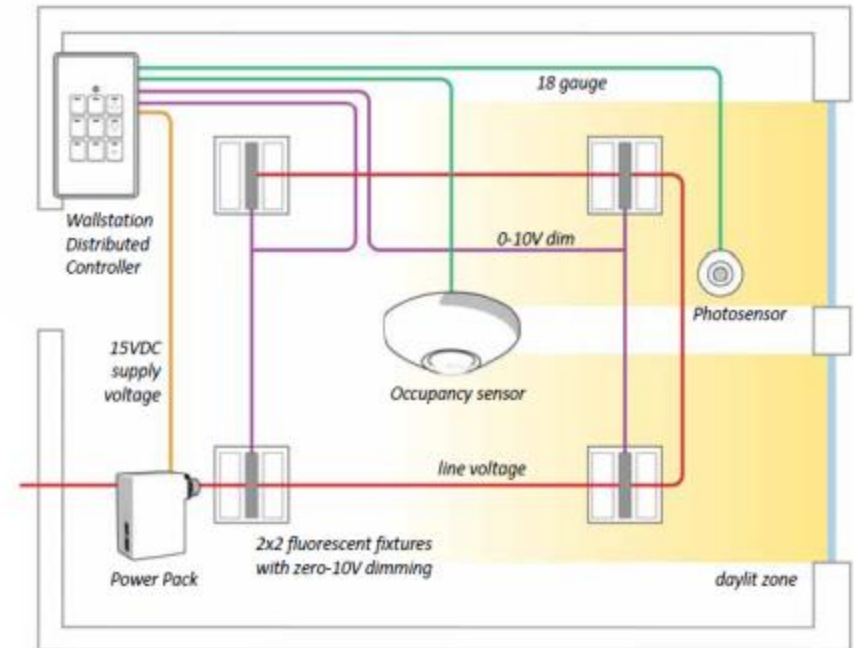 18 gauge
Wallstation
Distributed
Controller
0-10V dim
Photosensor
15VDC
supply
voltage
Occupancy sensor
line voltage
2x2 fluorescent fixtures
with zero-10V dimming
Power Pack
daylit zone